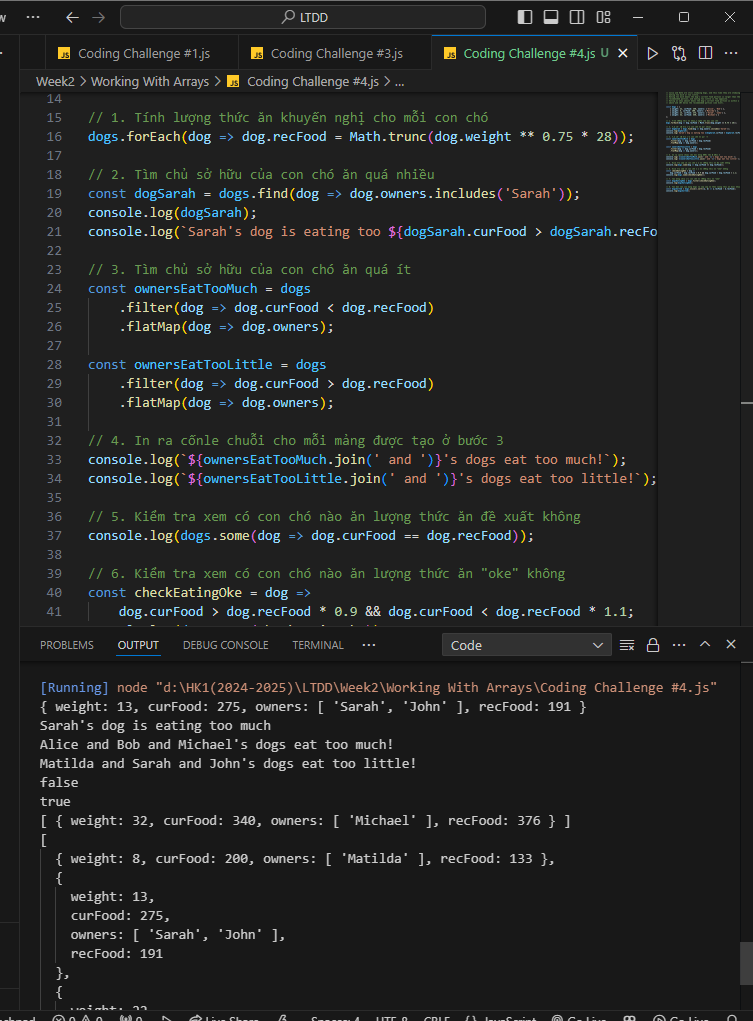 LTDD
Coding Challenge #1.js
Coding Challenge #3.js
Coding Challenge #4.js U
Week2 > Working With Arrays > JS Coding Challenge #4.js > ...
14
15 // 1. Tính lượng thức ăn khuyến nghị cho mỗi con chó
16 dogs.forEach(dog => dog.recFood = Math.trunc(dog.weight ** 0.75 * 28));
17
18 // 2. Tìm chủ sở hữu của con chó ăn quá nhiều
19 const dogSarah = dogs.find(dog => dog.owners.includes('Sarah'));
20 console.log(dogSarah);
21 console.log(`Sarah's dog is eating too ${dogSarah.curFood > dogSarah.recFo
22
23 // 3. Tìm chủ sở hữu của con chó ăn quá ít
24 const ownersEatTooMuch = dogs
25 .filter(dog => dog.curFood < dog.recFood)
26 .flatMap(dog => dog.owners);
27
28 const ownersEatTooLittle = dogs
29 .filter(dog => dog.curFood > dog.recFood)
30 .flatMap(dog => dog.owners);
31
32 // 4. In ra cốnle chuỗi cho mỗi mảng được tạo ở bước 3
33 console.log(`${ownersEatTooMuch.join(' and ')}'s dogs eat too much!`);
34 console.log(`${ownersEatTooLittle.join(' and ')}'s dogs eat too little!`);
35
36 // 5. Kiểm tra xem có con chó nào ăn lượng thức ăn đề xuất không
37 console.log(dogs.some(dog => dog.curFood == dog.recFood));
38
39 // 6. Kiểm tra xem có con chó nào ăn lượng thức ăn "oke" không
40 const checkEatingOke = dog =>
41 dog.curFood > dog.recFood * 0.9 && dog.curFood < dog.recFood * 1.1;
PROBLEMS OUTPUT DEBUG CONSOLE TERMINAL ... Code
[Running] node "d:\HK1(2024-2025)\LTDD\Week2\Working With Arrays\Coding Challenge #4.js"
{ weight: 13, curFood: 275, owners: [ 'Sarah', 'John' ], recFood: 191 }
Sarah's dog is eating too much
Alice and Bob and Michael's dogs eat too much!
Matilda and Sarah and John's dogs eat too little!
false
true
[ { weight: 32, curFood: 340, owners: [ 'Michael' ], recFood: 376 } ]
[
{ weight: 8, curFood: 200, owners: [ 'Matilda' ], recFood: 133 },
{
weight: 13,
curFood: 275,
owners: [ 'Sarah', 'John' ],
recFood: 191
},
{